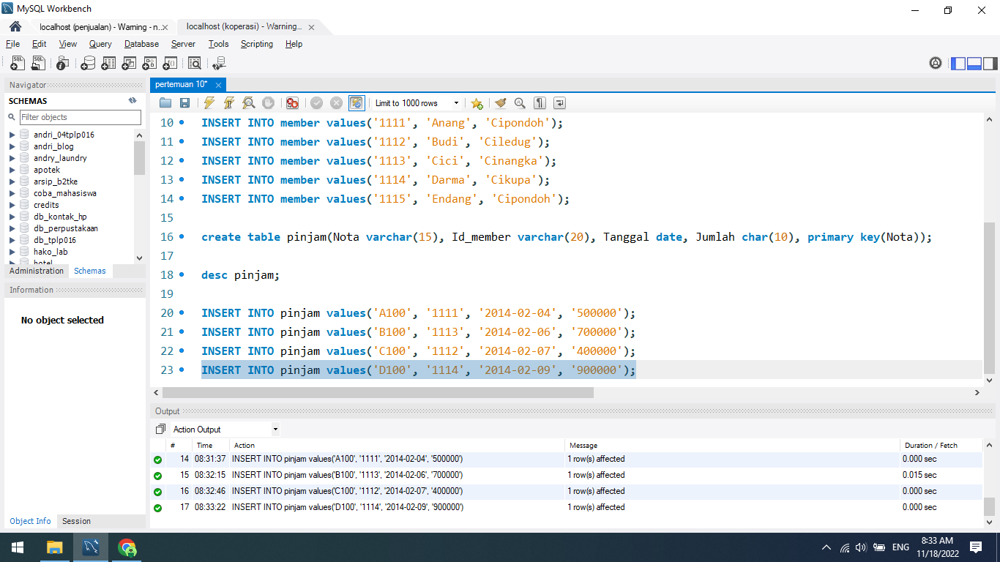 MySQL Workbench
localhost (penjualan) - Warning - n...
localhost (koperasi) - Warning...
File Edit View Query Database Server Tools Scripting Help
Navigator
SCHEMAS
Filter objects
andri_04tplp016
andri_blog
andry_laundry
apotek
arsip_b2tke
coba_mahasiswa
credits
db_kontak_hp
db_perpustakaan
db_tplp016
hako_lab
hotel
Administration Schemas
Information
No object selected
Object Info Session
pertemuan 10*
Limit to 1000 rows
10 INSERT INTO member values('1111', 'Anang', 'Cipondoh');
11 INSERT INTO member values('1112', 'Budi', 'Ciledug');
12 INSERT INTO member values('1113', 'Cici', 'Cinangka');
13 INSERT INTO member values('1114', 'Darma', 'Cikupa');
14 INSERT INTO member values('1115', 'Endang', 'Cipondoh');
15
16 create table pinjam(Nota varchar(15), Id_member varchar(20), Tanggal date, Jumlah char(10), primary key(Nota));
17
18 desc pinjam;
19
20 INSERT INTO pinjam values('A100', '1111', '2014-02-04', '500000');
21 INSERT INTO pinjam values('B100', '1113', '2014-02-06', '700000');
22 INSERT INTO pinjam values('C100', '1112', '2014-02-07', '400000');
23 INSERT INTO pinjam values('D100', '1114', '2014-02-09', '900000');
Output
Action Output
# Time Action Message Duration / Fetch
14 08:31:37 INSERT INTO pinjam values('A100', '1111', '2014-02-04', '500000') 1 row(s) affected 0.000 sec
15 08:32:15 INSERT INTO pinjam values('B100', '1113', '2014-02-06', '700000') 1 row(s) affected 0.015 sec
16 08:32:46 INSERT INTO pinjam values('C100', '1112', '2014-02-07', '400000') 1 row(s) affected 0.000 sec
17 08:33:22 INSERT INTO pinjam values('D100', '1114', '2014-02-09', '900000') 1 row(s) affected 0.000 sec
ENG
8:33 AM
11/18/2022